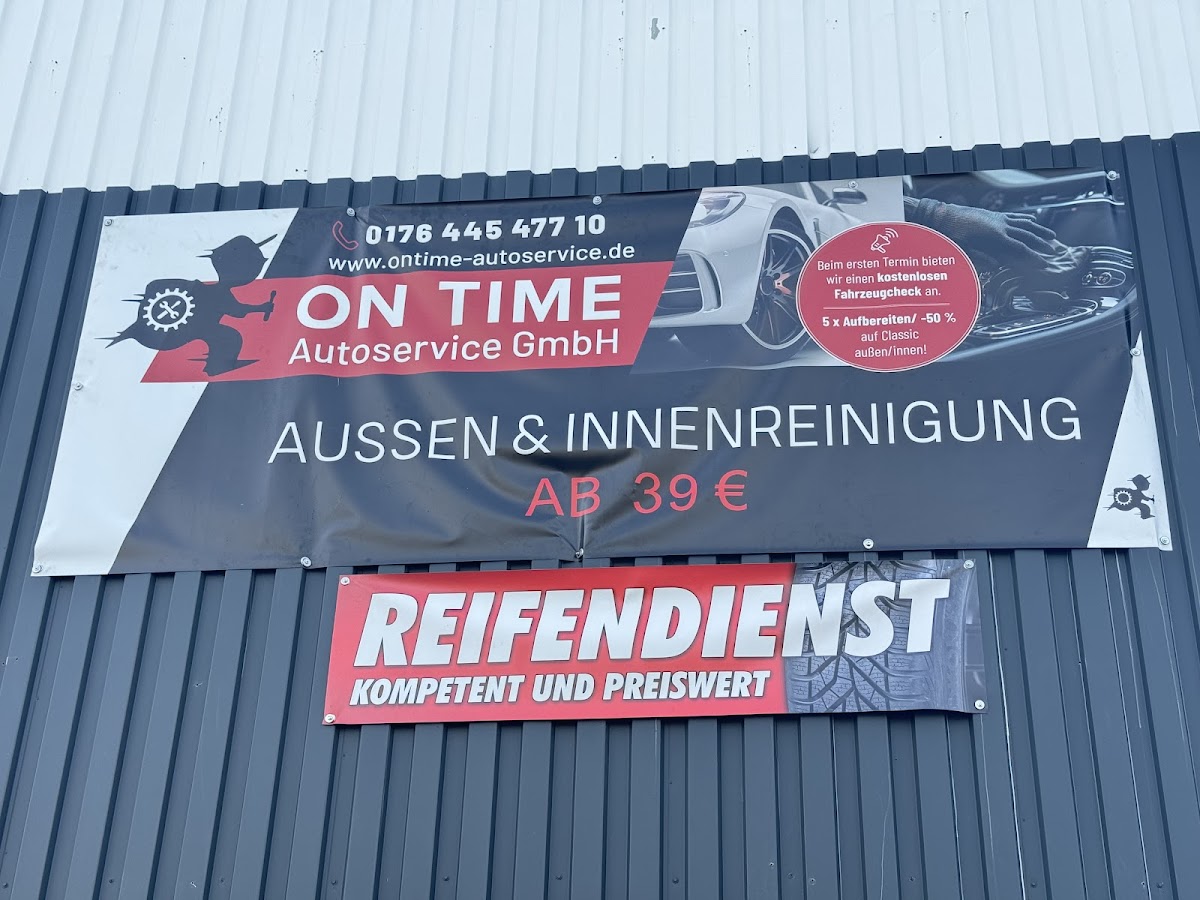 0176 445 477 10
www.ontime-autoservice.de
ON TIME
Autoservice GmbH
Beim ersten Termin bieten
wir einen kostenlosen
Fahrzeugcheck an.
5 x Aufbereiten/ -50 %
auf Classic
außen/innen!
AUSSEN & INNENREINIGUNG
AB 39 €
REIFENDIENST
KOMPETENT UND PREISWERT